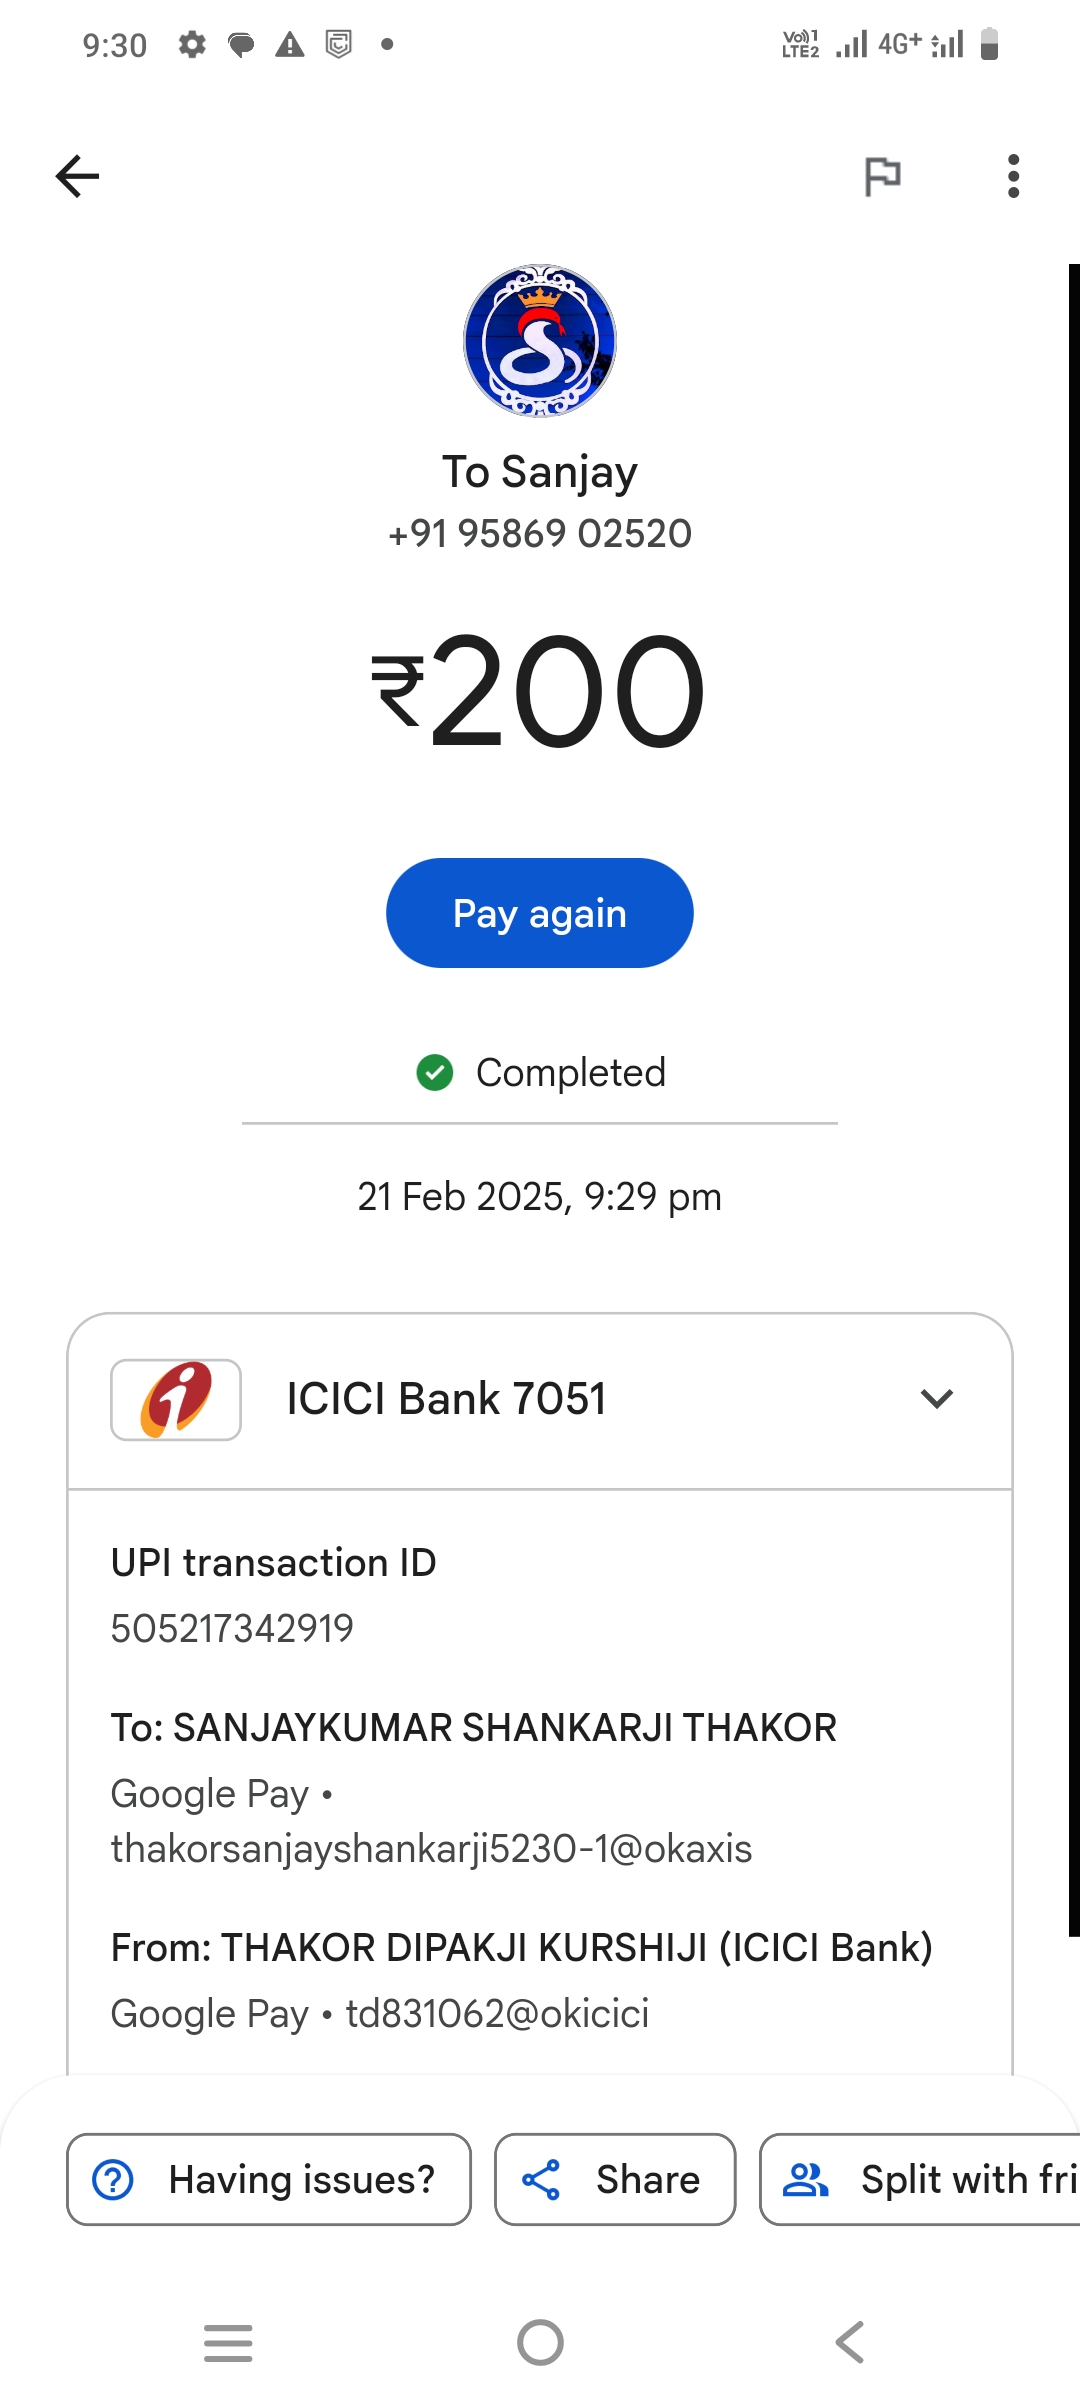 9:30
Vo)) 1
LTE2
4G+
To Sanjay
+91 95869 02520
₹200
Pay again
Completed
21 Feb 2025, 9:29 pm
ICICI Bank 7051
UPI transaction ID
505217342919
To: SANJAYKUMAR SHANKARJI THAKOR
Google Pay •
thakorsanjayshankarji5230-1@okaxis
From: THAKOR DIPAKJI KURSHIJI (ICICI Bank)
Google Pay • td831062@okicici
Having issues?
Share
Split with fri